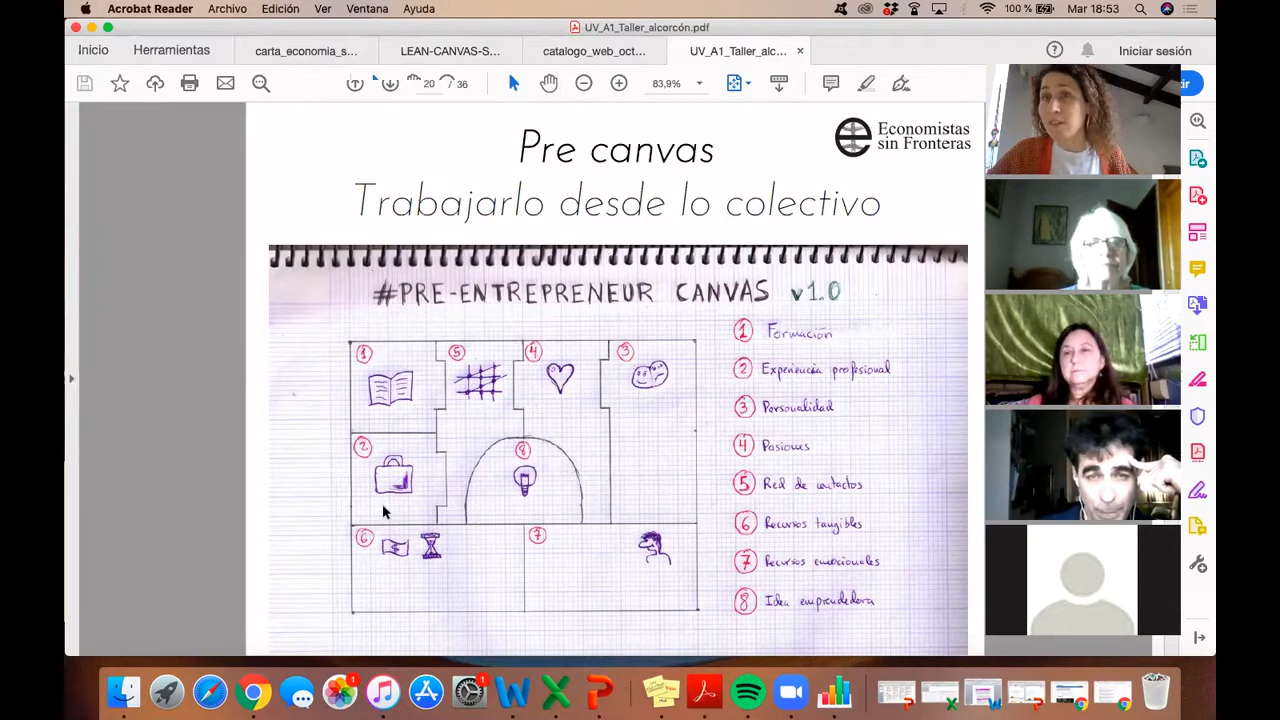 Acrobat Reader Archivo Edición Ver Ventana Ayuda 100 % Mar 18:53
UV_A1_Taller_alcorcón.pdf
Inicio Herramientas carta_economia_s... LEAN-CANVAS-S... catalogo_web_oct... UV_A1_Taller_alc... Iniciar sesión
20 / 36 83,9%
Pre canvas
Economistas
sin Fronteras
Trabajarlo desde lo colectivo
#PRE-ENTREPRENEUR CANVAS v1.0
1 Formación
2 Experiencia profesional
3 Personalidad
4 Pasiones
5 Red de contactos
6 Recursos tangibles
7 Recursos emocionales
8 Idea emprendedora
1 5 4 3
2 8
6 7